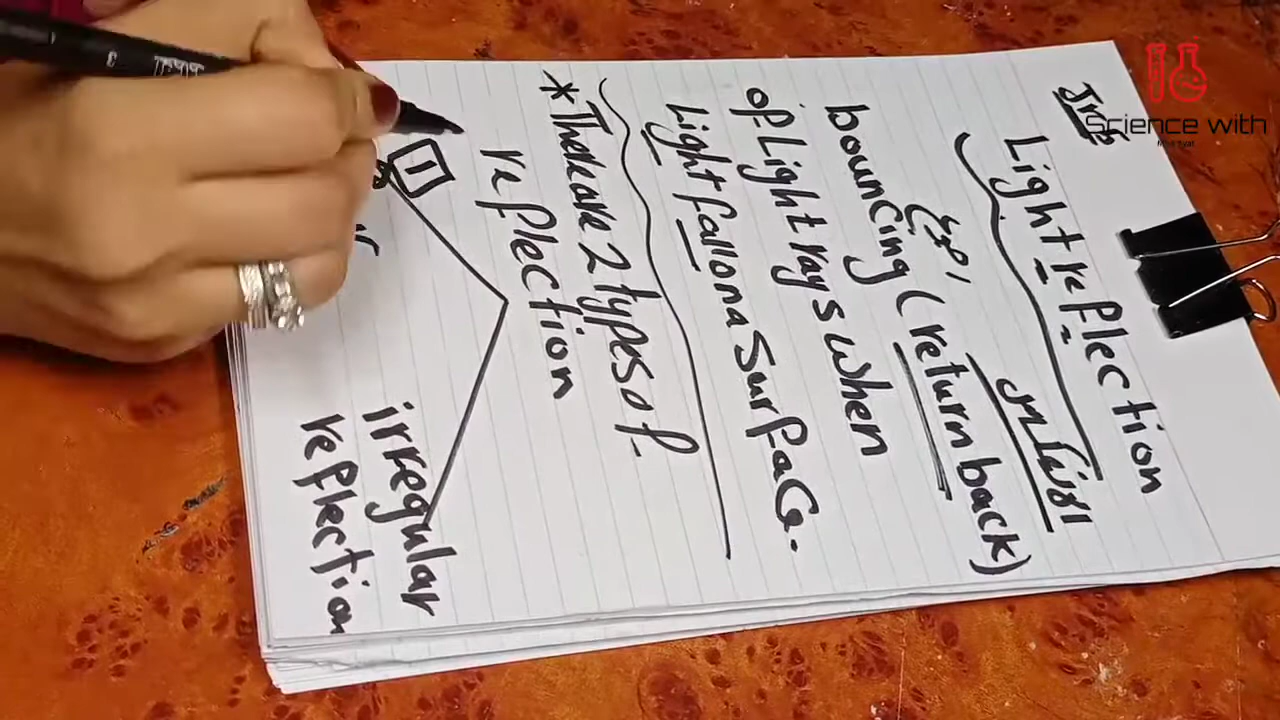 Science with
Light reflection
الانعكاس
bouncing (return back)
of Light rays when
Light fall on a Surface.
* There are 2 types of
reflection
1
irregular
reflection